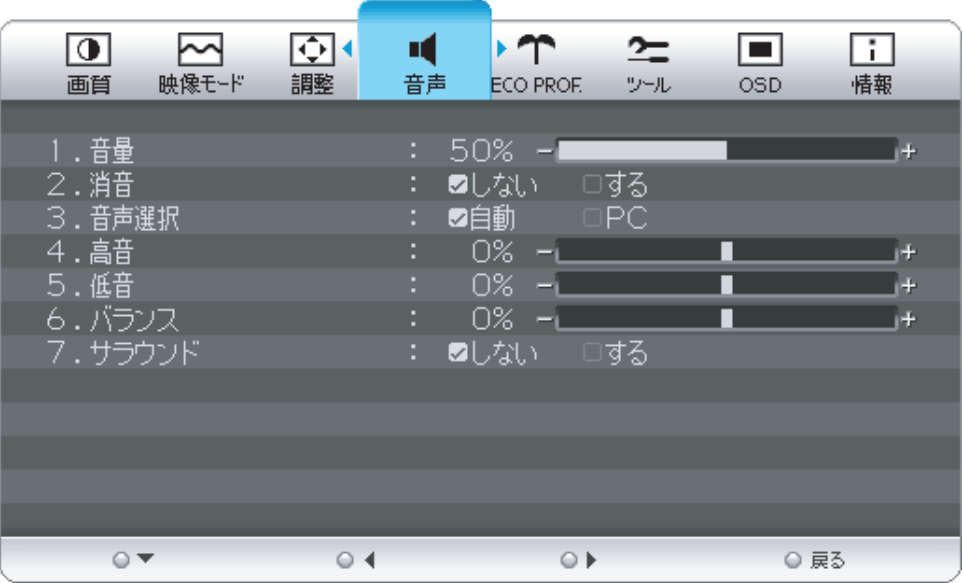 画質 映像モード 調整 音声 ECO PROF. ツール OSD 情報
1.音量 : 50% - +
2.消音 : しない する
3.音声選択 : 自動 PC
4.高音 : 0% - +
5.低音 : 0% - +
6.バランス : 0% - +
7.サラウンド : しない する
戻る